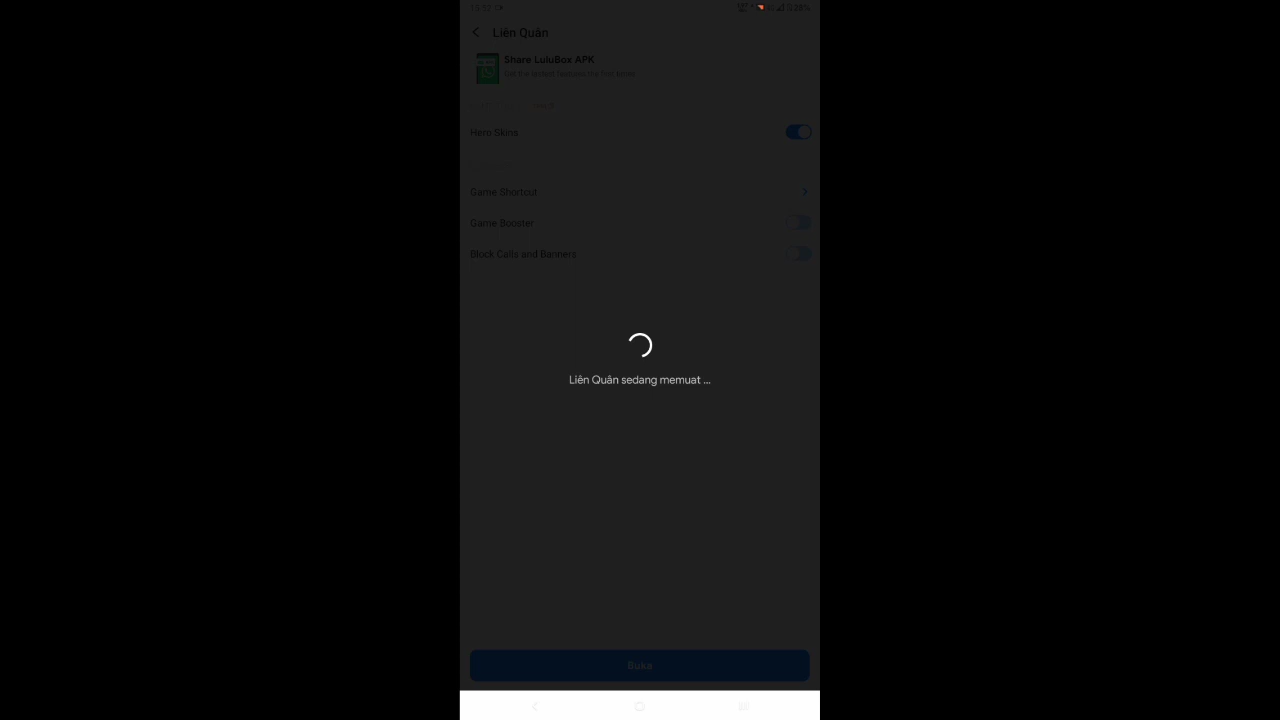 Liên Quân
Share LuluBox APK
Hero Skins
Game Shortcut
Game Booster
Block Calls and Banners
Liên Quân sedang memuat ...
Buka